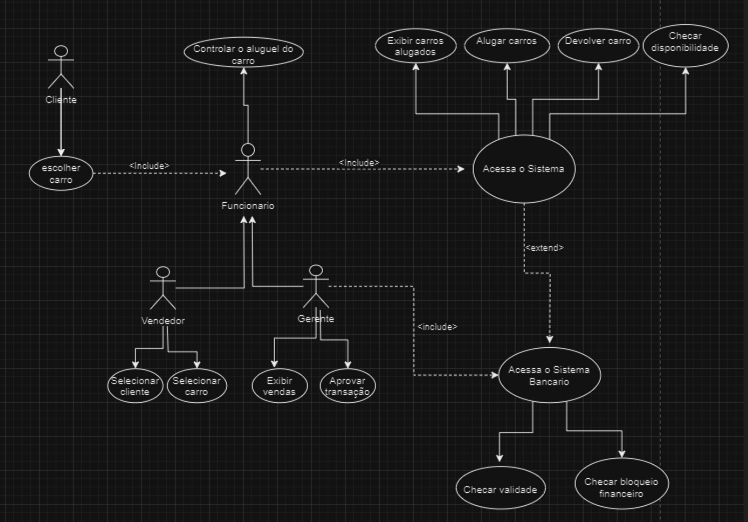 Exibir carros
alugados
Alugar carros
Devolver carro
Checar
disponibilidade
Controlar o aluguel do
carro
Cliente
escolher
carro
<Include>
<Include>
Acessa o Sistema
Funcionario
<extend>
Vendedor
Gerente
<include>
Selecionar
cliente
Selecionar
carro
Exibir
vendas
Aprovar
transação
Acessa o Sistema
Bancario
Checar validade
Checar bloqueio
financeiro